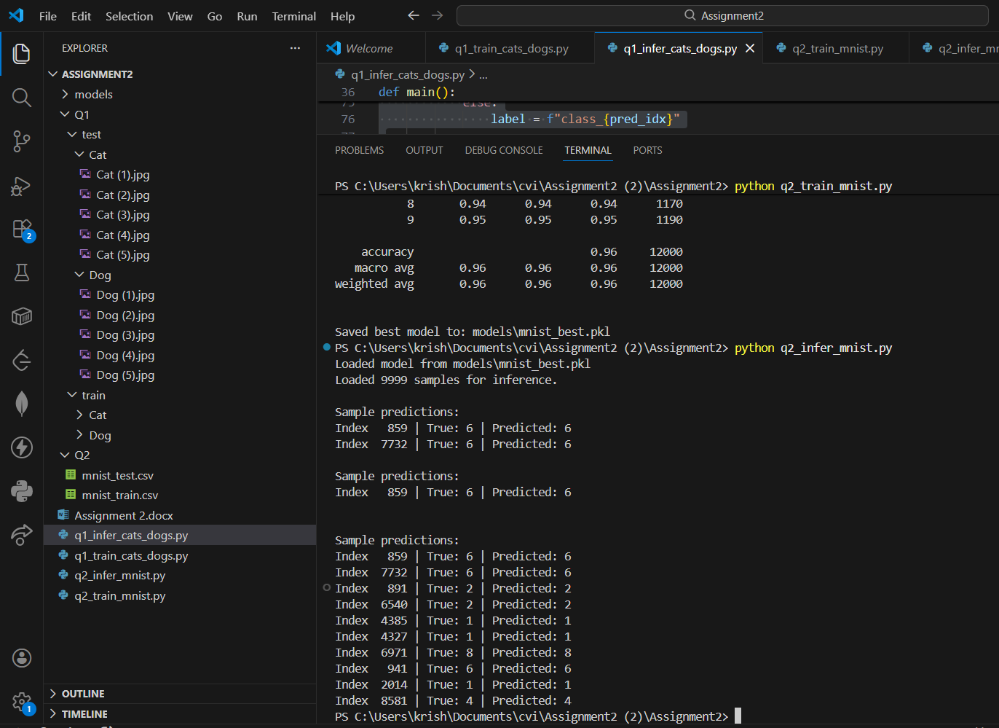 File Edit Selection View Go Run Terminal Help
Assignment2
EXPLORER
ASSIGNMENT2
models
Q1
test
Cat
Cat (1).jpg
Cat (2).jpg
Cat (3).jpg
Cat (4).jpg
Cat (5).jpg
Dog
Dog (1).jpg
Dog (2).jpg
Dog (3).jpg
Dog (4).jpg
Dog (5).jpg
train
Cat
Dog
Q2
mnist_test.csv
mnist_train.csv
Assignment 2.docx
q1_infer_cats_dogs.py
q1_train_cats_dogs.py
q2_infer_mnist.py
q2_train_mnist.py
OUTLINE
TIMELINE
2
1
Welcome q1_train_cats_dogs.py q1_infer_cats_dogs.py q2_train_mnist.py q2_infer_mn
q1_infer_cats_dogs.py > ...
36 def main():
75 else:
76 label = f"class_{pred_idx}"
77
PROBLEMS OUTPUT DEBUG CONSOLE TERMINAL PORTS
PS C:\Users\krish\Documents\cvi\Assignment2 (2)\Assignment2> python q2_train_mnist.py
8 0.94 0.94 0.94 1170
9 0.95 0.95 0.95 1190
accuracy 0.96 12000
macro avg 0.96 0.96 0.96 12000
weighted avg 0.96 0.96 0.96 12000
Saved best model to: models\mnist_best.pkl
PS C:\Users\krish\Documents\cvi\Assignment2 (2)\Assignment2> python q2_infer_mnist.py
Loaded model from models\mnist_best.pkl
Loaded 9999 samples for inference.
Sample predictions:
Index 859 | True: 6 | Predicted: 6
Index 7732 | True: 6 | Predicted: 6
Sample predictions:
Index 859 | True: 6 | Predicted: 6
Sample predictions:
Index 859 | True: 6 | Predicted: 6
Index 7732 | True: 6 | Predicted: 6
Index 891 | True: 2 | Predicted: 2
Index 6540 | True: 2 | Predicted: 2
Index 4385 | True: 1 | Predicted: 1
Index 4327 | True: 1 | Predicted: 1
Index 6971 | True: 8 | Predicted: 8
Index 941 | True: 6 | Predicted: 6
Index 2014 | True: 1 | Predicted: 1
Index 8581 | True: 4 | Predicted: 4
PS C:\Users\krish\Documents\cvi\Assignment2 (2)\Assignment2>